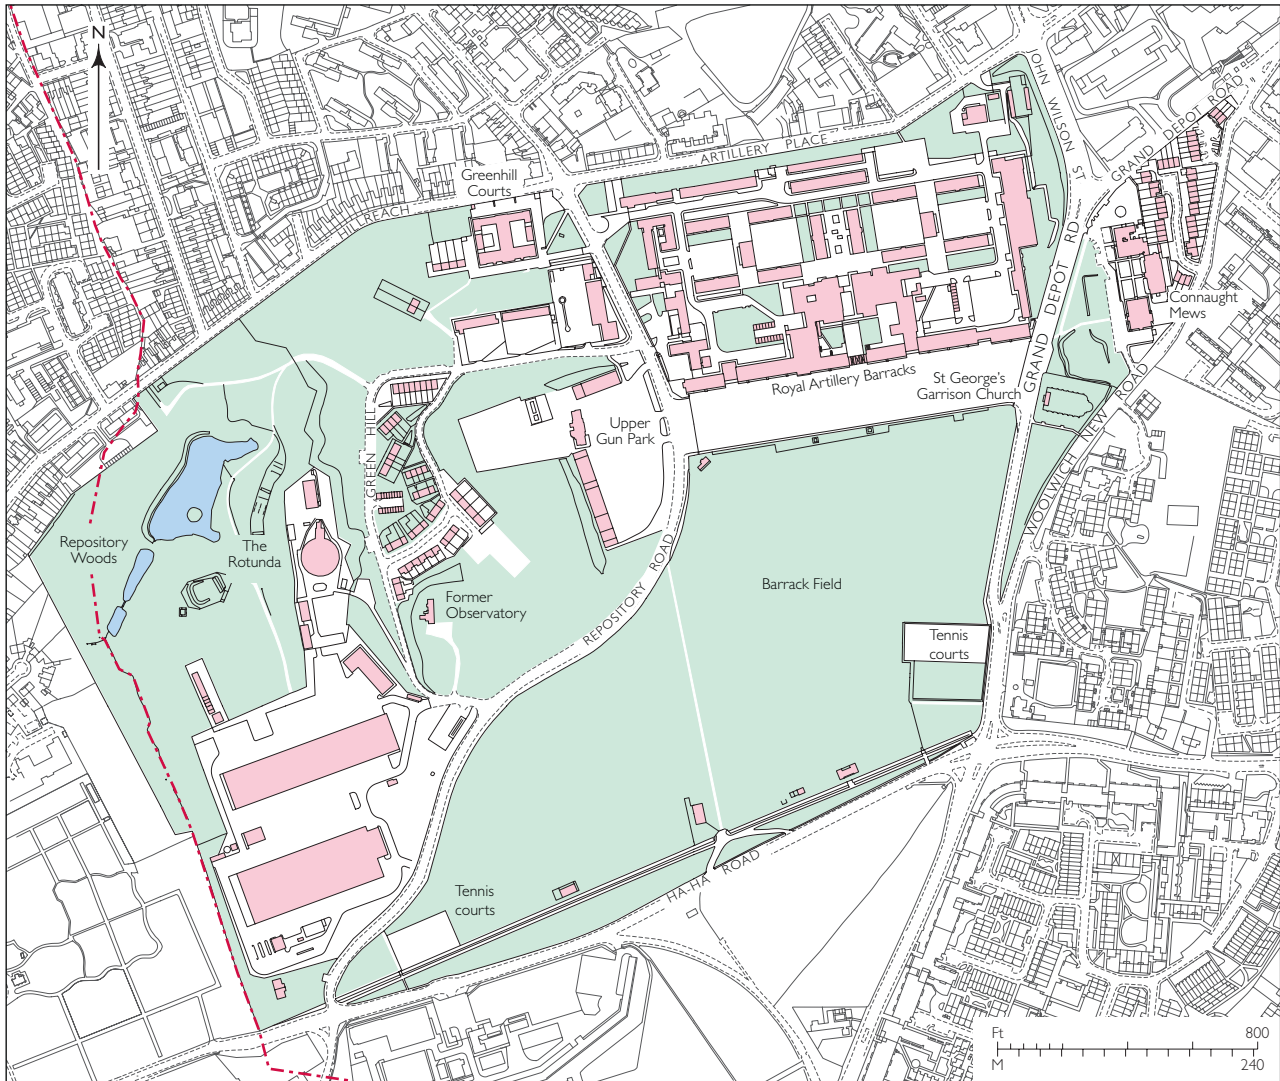 N
JOHN WILSON ST
GRAND DEPOT ROAD
ARTILLERY PLACE
Greenhill
Courts
REACH
GRAND DEPOT RD
Connaught
Mews
Royal Artillery Barracks
St George's
Garrison Church
WOOLWICH NEW ROAD
Upper
Gun Park
GREEN HILL
Repository
Woods
The
Rotunda
REPOSITORY ROAD
Former
Observatory
Barrack Field
Tennis
courts
HA-HA ROAD
Tennis
courts
Ft 800
M 240